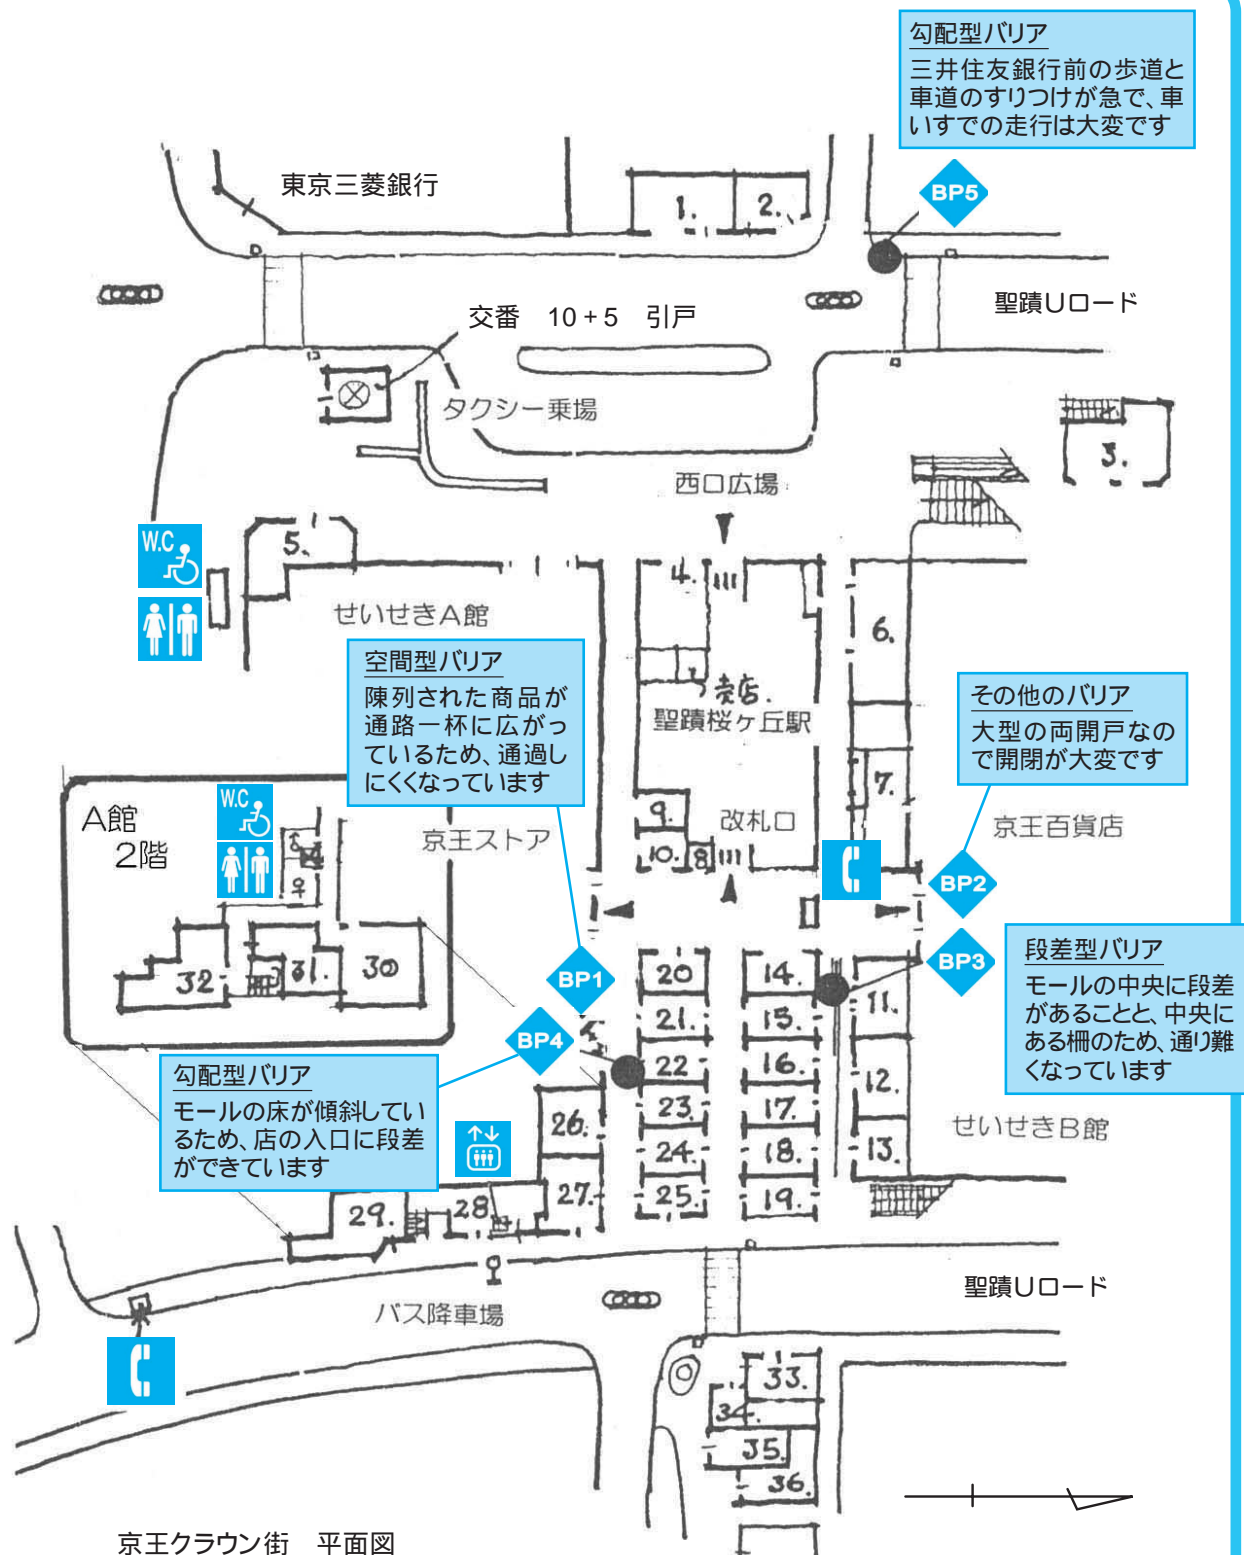 勾配型バリア
三井住友銀行前の歩道と
車道のすりつけが急で、車
いすでの走行は大変です
BP5
東京三菱銀行
1.
2.
聖蹟Uロード
交番 10+5 引戸
タクシー乗場
3.
西口広場
W.C
5.
4.
せいせきA館
6.
空間型バリア
陳列された商品が
通路一杯に広がっ
ているため、通過し
にくくなっています
売店.
聖蹟桜ヶ丘駅
その他のバリア
大型の両開戸なの
で開閉が大変です
7.
W.C
A館
2階
京王ストア
9.
改札口
京王百貨店
10.
8
BP2
BP3
段差型バリア
モールの中央に段差
があることと、中央に
ある柵のため、通り難
くなっています
32
31.
30
BP1
20
14.
11.
21.
15.
BP4
22
16.
12.
勾配型バリア
モールの床が傾斜してい
るため、店の入口に段差
ができています
23.
17.
26.
24.
18.
13.
せいせきB館
27.
25.
19.
29.
28
バス降車場
聖蹟Uロード
33.
34.
35.
36.
京王クラウン街 平面図